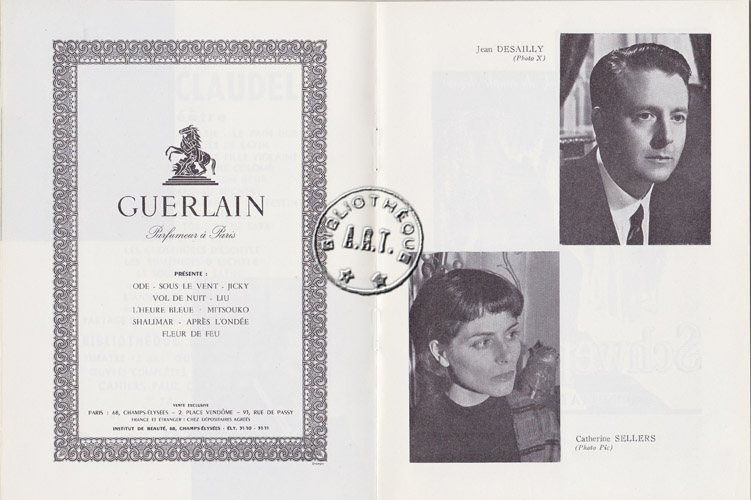 GUERLAIN
Parfumeur à Paris
PRÉSENTE :
ODE - SOUS LE VENT - JICKY
VOL DE NUIT - LIU
L'HEURE BLEUE - MITSOUKO
SHALIMAR - APRÈS L'ONDÉE
FLEUR DE FEU
VENTE EXCLUSIVE
PARIS : 68, CHAMPS-ÉLYSÉES - 2, PLACE VENDÔME - 93, RUE DE PASSY
FRANCE ET ÉTRANGER : CHEZ DÉPOSITAIRES AGRÉÉS
INSTITUT DE BEAUTÉ, 68, CHAMPS-ÉLYSÉES - ÉLY. 31-10 - 31-11
BIBLIOTHÈQUE
A.R.T.
Jean DESAILLY
(Photo X)
Catherine SELLERS
(Photo Pic)